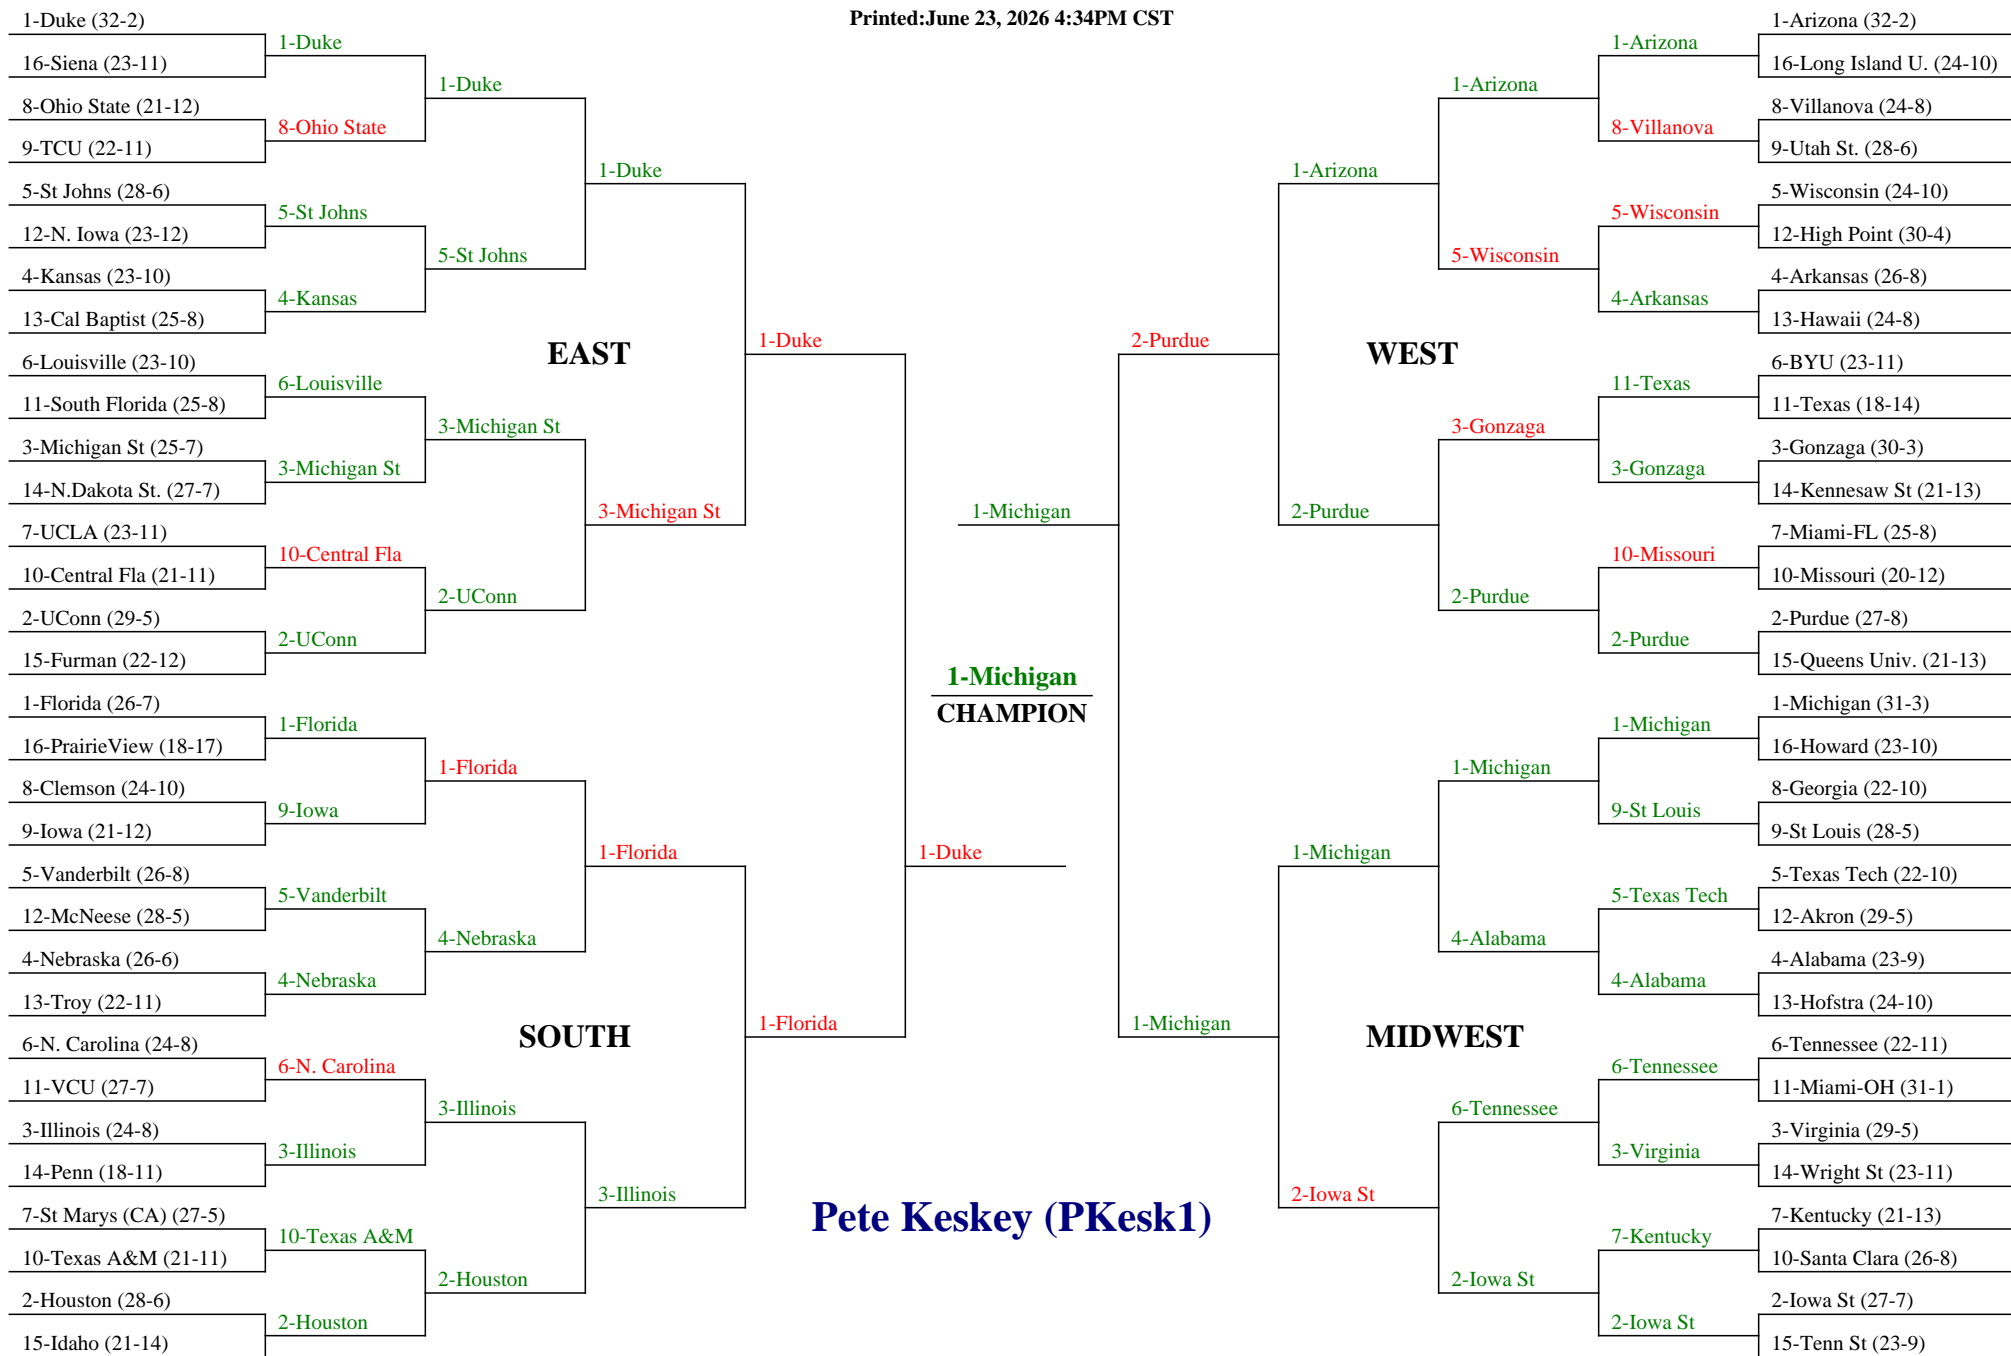 Printed:June 23, 2026 4:34PM CST
1-Duke (32-2)
16-Siena (23-11)
8-Ohio State (21-12)
9-TCU (22-11)
5-St Johns (28-6)
12-N. Iowa (23-12)
4-Kansas (23-10)
13-Cal Baptist (25-8)
6-Louisville (23-10)
11-South Florida (25-8)
3-Michigan St (25-7)
14-N.Dakota St. (27-7)
7-UCLA (23-11)
10-Central Fla (21-11)
2-UConn (29-5)
15-Furman (22-12)
1-Florida (26-7)
16-PrairieView (18-17)
8-Clemson (24-10)
9-Iowa (21-12)
5-Vanderbilt (26-8)
12-McNeese (28-5)
4-Nebraska (26-6)
13-Troy (22-11)
6-N. Carolina (24-8)
11-VCU (27-7)
3-Illinois (24-8)
14-Penn (18-11)
7-St Marys (CA) (27-5)
10-Texas A&M (21-11)
2-Houston (28-6)
15-Idaho (21-14)
1-Duke
8-Ohio State
5-St Johns
4-Kansas
6-Louisville
3-Michigan St
10-Central Fla
2-UConn
1-Florida
9-Iowa
5-Vanderbilt
4-Nebraska
6-N. Carolina
3-Illinois
10-Texas A&M
2-Houston
1-Duke
5-St Johns
3-Michigan St
2-UConn
1-Florida
4-Nebraska
3-Illinois
2-Houston
EAST
SOUTH
1-Duke
3-Michigan St
1-Florida
3-Illinois
1-Duke
1-Florida
1-Duke
1-Michigan
1-Michigan
CHAMPION
Pete Keskey (PKesk1)
2-Purdue
1-Michigan
1-Arizona
2-Purdue
1-Michigan
2-Iowa St
WEST
MIDWEST
1-Arizona
5-Wisconsin
3-Gonzaga
2-Purdue
1-Michigan
4-Alabama
6-Tennessee
2-Iowa St
1-Arizona
8-Villanova
5-Wisconsin
4-Arkansas
11-Texas
3-Gonzaga
10-Missouri
2-Purdue
1-Michigan
9-St Louis
5-Texas Tech
4-Alabama
6-Tennessee
3-Virginia
7-Kentucky
2-Iowa St
1-Arizona (32-2)
16-Long Island U. (24-10)
8-Villanova (24-8)
9-Utah St. (28-6)
5-Wisconsin (24-10)
12-High Point (30-4)
4-Arkansas (26-8)
13-Hawaii (24-8)
6-BYU (23-11)
11-Texas (18-14)
3-Gonzaga (30-3)
14-Kennesaw St (21-13)
7-Miami-FL (25-8)
10-Missouri (20-12)
2-Purdue (27-8)
15-Queens Univ. (21-13)
1-Michigan (31-3)
16-Howard (23-10)
8-Georgia (22-10)
9-St Louis (28-5)
5-Texas Tech (22-10)
12-Akron (29-5)
4-Alabama (23-9)
13-Hofstra (24-10)
6-Tennessee (22-11)
11-Miami-OH (31-1)
3-Virginia (29-5)
14-Wright St (23-11)
7-Kentucky (21-13)
10-Santa Clara (26-8)
2-Iowa St (27-7)
15-Tenn St (23-9)